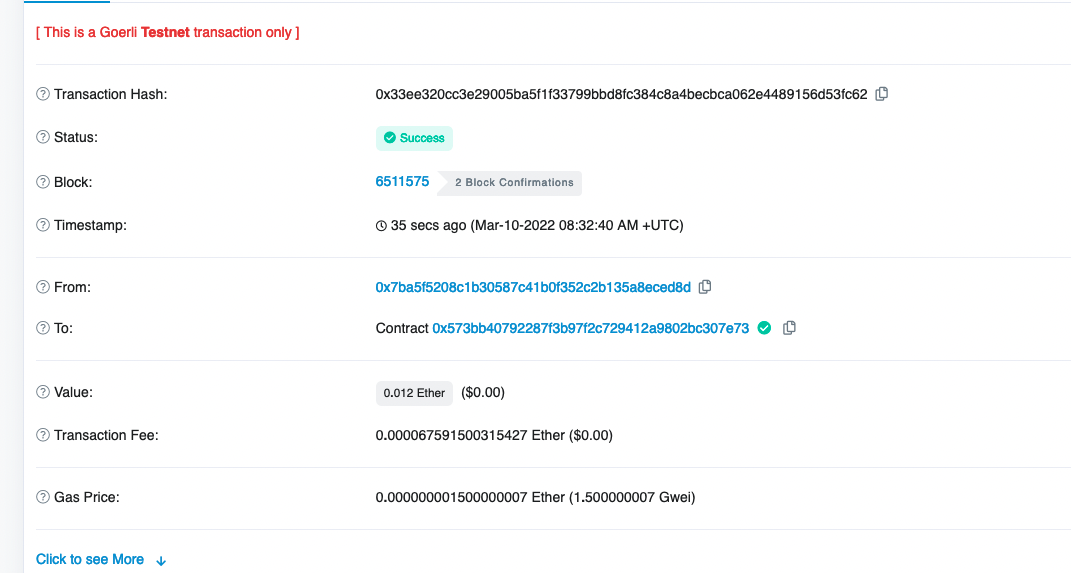 [ This is a Goerli Testnet transaction only ]
Transaction Hash: 0x33ee320cc3e29005ba5f1f33799bbd8fc384c8a4becbca062e4489156d53fc62
Status: Success
Block: 6511575 2 Block Confirmations
Timestamp: 35 secs ago (Mar-10-2022 08:32:40 AM +UTC)
From: 0x7ba5f5208c1b30587c41b0f352c2b135a8eced8d
To: Contract 0x573bb40792287f3b97f2c729412a9802bc307e73
Value: 0.012 Ether ($0.00)
Transaction Fee: 0.000067591500315427 Ether ($0.00)
Gas Price: 0.000000001500000007 Ether (1.500000007 Gwei)
Click to see More